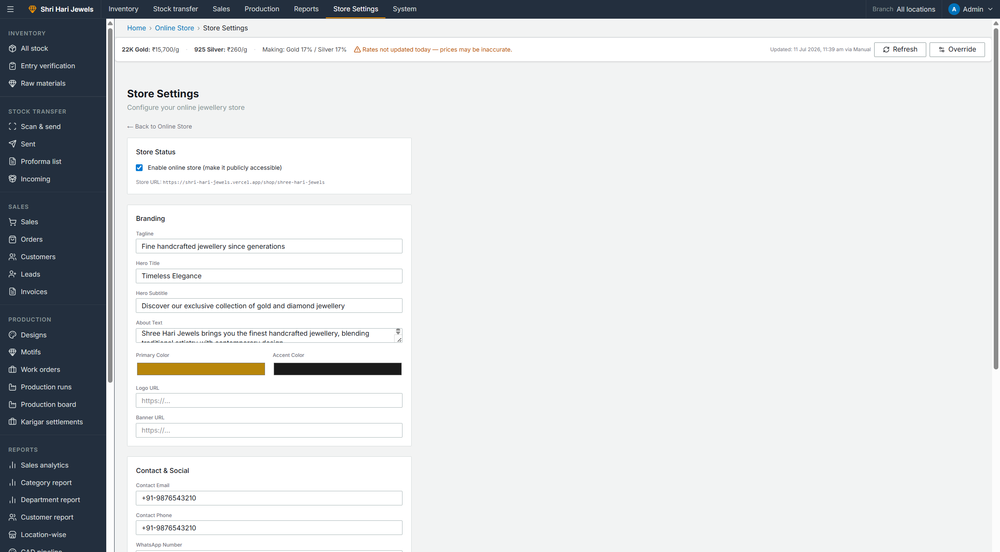 Shri Hari Jewels
Inventory
Stock transfer
Sales
Production
Reports
Store Settings
System
Branch All locations
A Admin
INVENTORY
All stock
Entry verification
Raw materials
STOCK TRANSFER
Scan & send
Sent
Proforma list
Incoming
SALES
Sales
Orders
Customers
Leads
Invoices
PRODUCTION
Designs
Motifs
Work orders
Production runs
Production board
Karigar settlements
REPORTS
Sales analytics
Category report
Department report
Customer report
Location-wise
CAD pipeline
Home › Online Store › Store Settings
22K Gold: ₹15,700/g · 925 Silver: ₹260/g · Making: Gold 17% / Silver 17% Rates not updated today — prices may be inaccurate.
Updated: 11 Jul 2026, 11:39 am via Manual
Refresh
Override
Store Settings
Configure your online jewellery store
← Back to Online Store
Store Status
Enable online store (make it publicly accessible)
Store URL: https://shri-hari-jewels.vercel.app/shop/shree-hari-jewels
Branding
Tagline
Fine handcrafted jewellery since generations
Hero Title
Timeless Elegance
Hero Subtitle
Discover our exclusive collection of gold and diamond jewellery
About Text
Shree Hari Jewels brings you the finest handcrafted jewellery, blending
traditional artistry with contemporary design
Primary Color
Accent Color
Logo URL
https://...
Banner URL
https://...
Contact & Social
Contact Email
+91-9876543210
Contact Phone
+91-9876543210
WhatsApp Number